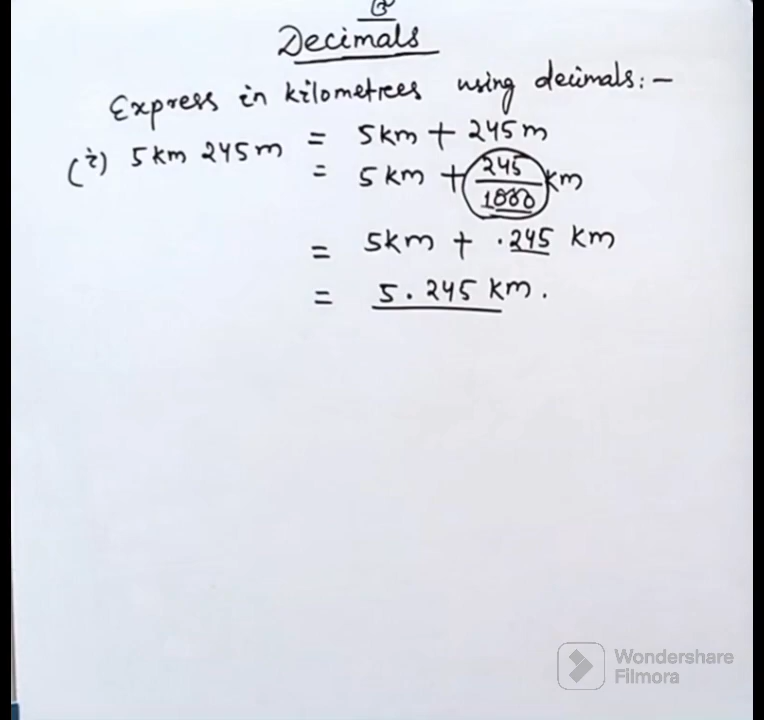 Decimals
Express in kilometrees using decimals:-
(i) 5km 245m = 5km + 245m
= 5km + 245/1000 km
= 5km + .245 km
= 5.245 km.
Wondershare
Filmora